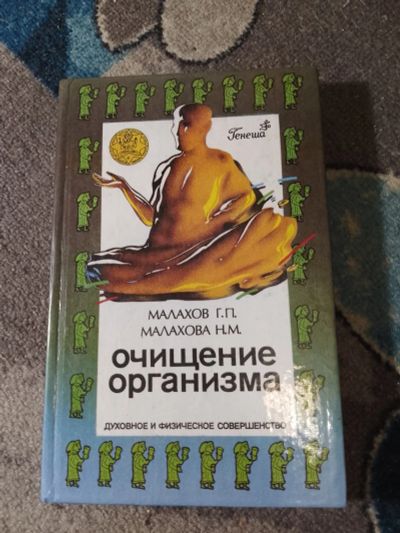 Генеша
МАЛАХОВ Г.П.
МАЛАХОВА Н.М.
ОЧИЩЕНИЕ
ОРГАНИЗМА
ДУХОВНОЕ И ФИЗИЧЕСКОЕ СОВЕРШЕНСТВО